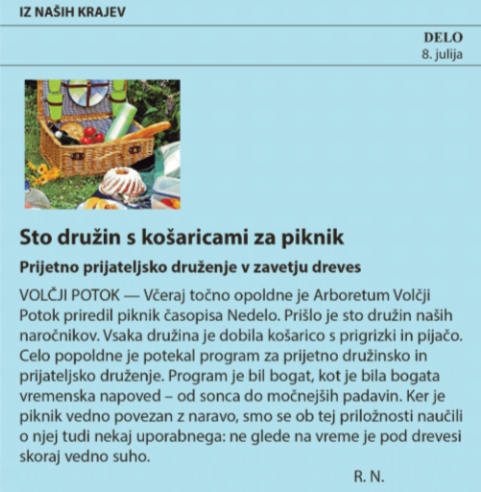 IZ NAŠIH KRAJEV
DELO
8. julija
Sto družin s košaricami za piknik
Prijetno prijateljsko druženje v zavetju dreves
VOLČJI POTOK — Včeraj točno opoldne je Arboretum Volčji
Potok priredil piknik časopisa Nedelo. Prišlo je sto družin naših
naročnikov. Vsaka družina je dobila košarico s prigrizki in pijačo.
Celo popoldne je potekal program za prijetno družinsko in
prijateljsko druženje. Program je bil bogat, kot je bila bogata
vremenska napoved – od sonca do močnejših padavin. Ker je
piknik vedno povezan z naravo, smo se ob tej priložnosti naučili
o njej tudi nekaj uporabnega: ne glede na vreme je pod drevesi
skoraj vedno suho.
R. N.